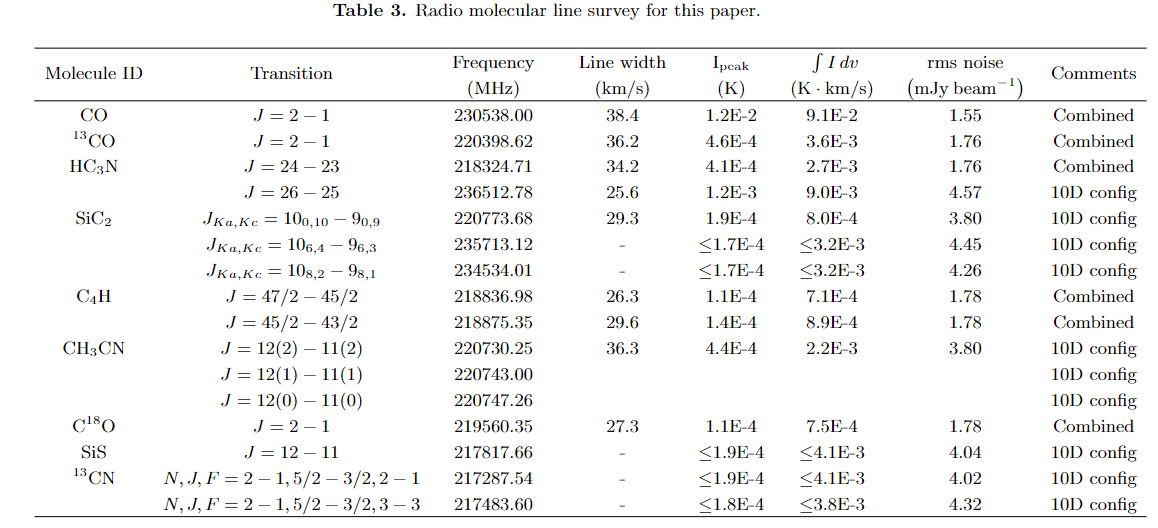 Table 3. Radio molecular line survey for this paper.
Molecule ID Transition Frequency Line width I_peak ∫ I dv rms noise Comments
(MHz) (km/s) (K) (K · km/s) (mJy beam⁻¹)
CO J = 2 − 1 230538.00 38.4 1.2E-2 9.1E-2 1.55 Combined
¹³CO J = 2 − 1 220398.62 36.2 4.6E-4 3.6E-3 1.76 Combined
HC₃N J = 24 − 23 218324.71 34.2 4.1E-4 2.7E-3 1.76 Combined
J = 26 − 25 236512.78 25.6 1.2E-3 9.0E-3 4.57 10D config
SiC₂ J_{Ka,Kc} = 10_{0,10} − 9_{0,9} 220773.68 29.3 1.9E-4 8.0E-4 3.80 10D config
J_{Ka,Kc} = 10_{6,4} − 9_{6,3} 235713.12 - ≤1.7E-4 ≤3.2E-3 4.45 10D config
J_{Ka,Kc} = 10_{8,2} − 9_{8,1} 234534.01 - ≤1.7E-4 ≤3.2E-3 4.26 10D config
C₄H J = 47/2 − 45/2 218836.98 26.3 1.1E-4 7.1E-4 1.78 Combined
J = 45/2 − 43/2 218875.35 29.6 1.4E-4 8.9E-4 1.78 Combined
CH₃CN J = 12(2) − 11(2) 220730.25 36.3 4.4E-4 2.2E-3 3.80 10D config
J = 12(1) − 11(1) 220743.00 10D config
J = 12(0) − 11(0) 220747.26 10D config
C¹⁸O J = 2 − 1 219560.35 27.3 1.1E-4 7.5E-4 1.78 Combined
SiS J = 12 − 11 217817.66 - ≤1.9E-4 ≤4.1E-3 4.04 10D config
¹³CN N, J, F = 2 − 1, 5/2 − 3/2, 2 − 1 217287.54 - ≤1.9E-4 ≤4.1E-3 4.02 10D config
N, J, F = 2 − 1, 5/2 − 3/2, 3 − 3 217483.60 - ≤1.8E-4 ≤3.8E-3 4.32 10D config